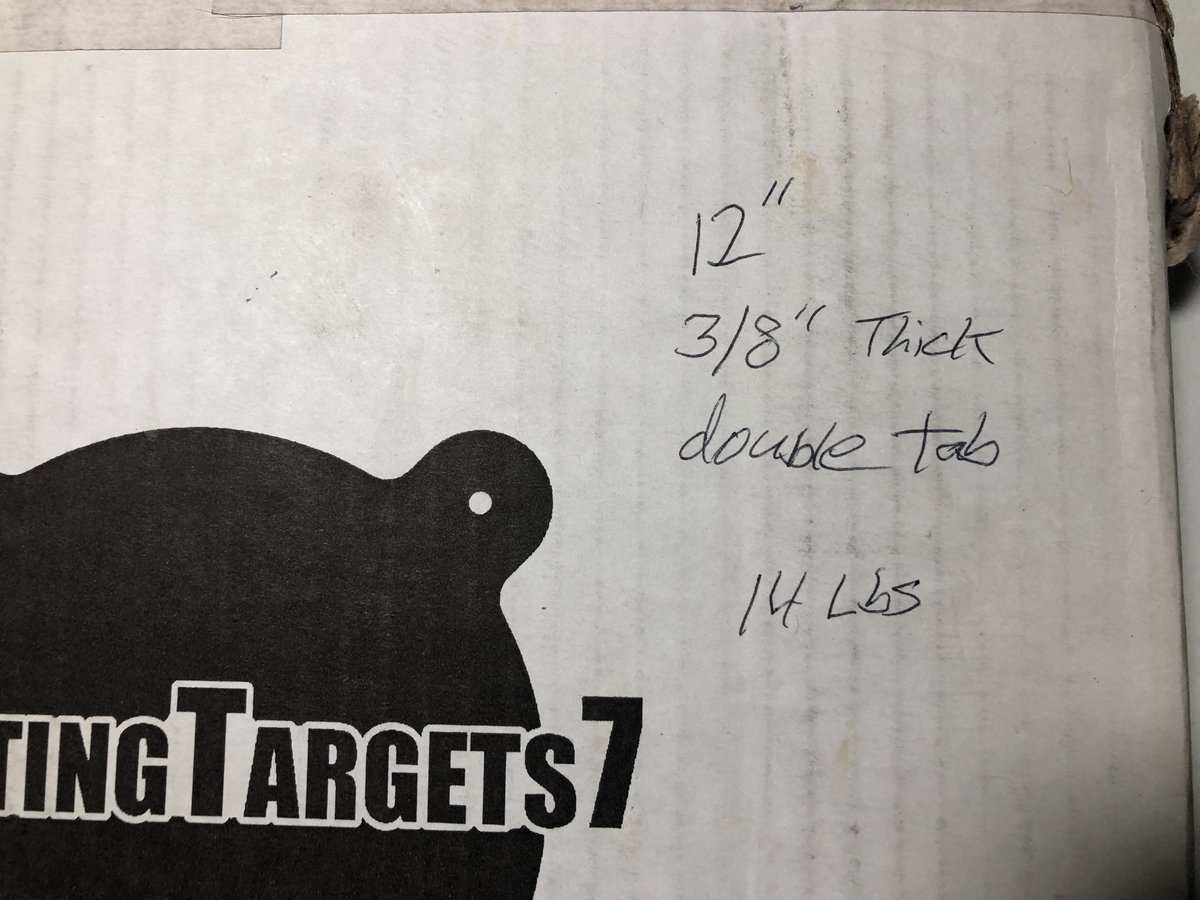 12"
3/8" Thick
double tab
14 Lbs
TINGTARGETS7